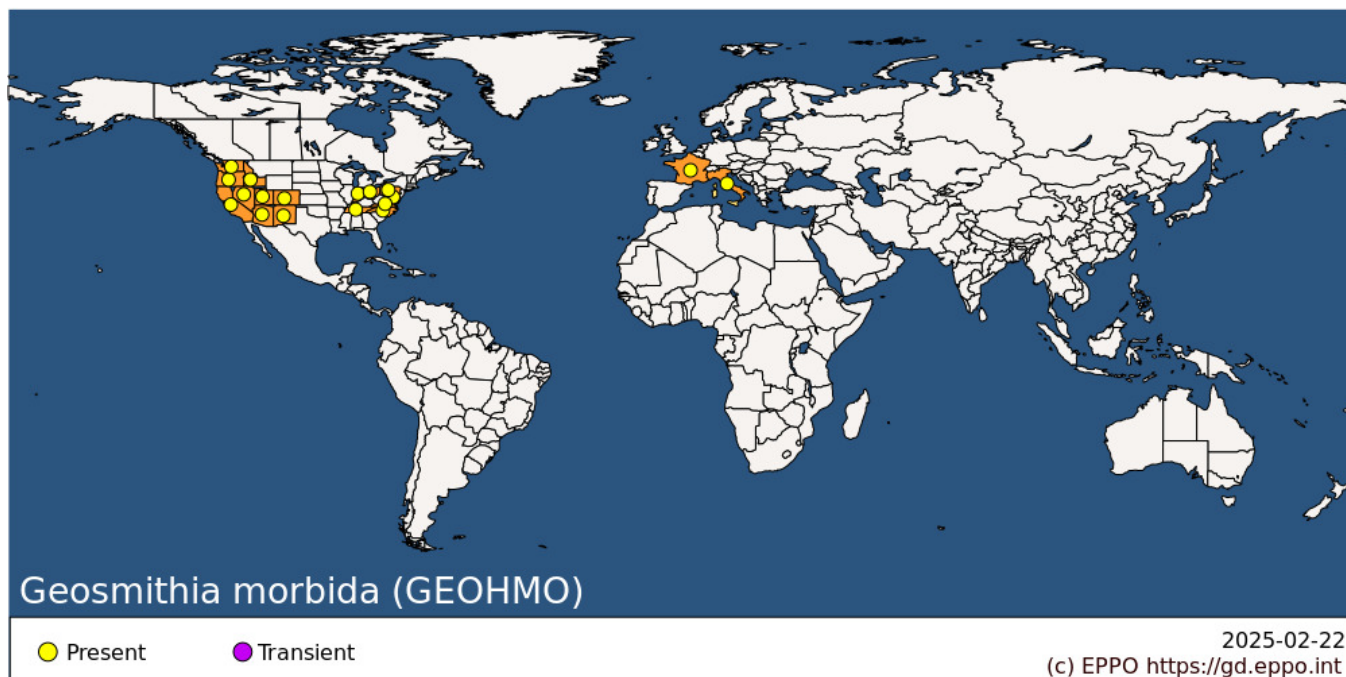 Geosmithia morbida (GEOHMO)
Present
Transient
2025-02-22
(c) EPPO https://gd.eppo.int